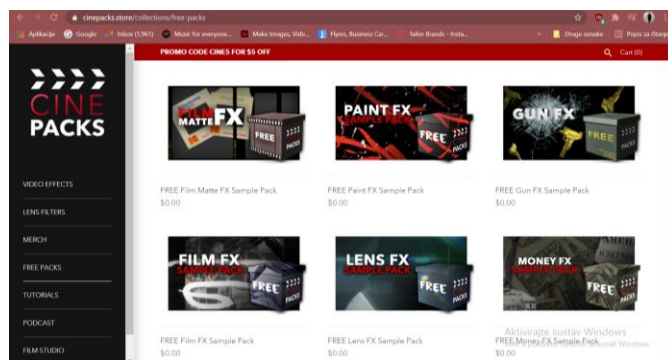 cinepacks.store/collections/free-packs
Aplikacije Google Inbox (1,961) Music for everyone... Make Images, Vide... Flyers, Business Car... Seller Brands - Insta... » Druge oznake Popis za čitanje
PROMO CODE CINES FOR $5 OFF
Cart (0)
CINE
PACKS
VIDEO EFFECTS
LENS FILTERS
MERCH
FREE PACKS
TUTORIALS
PODCAST
FILM STUDIO
FILM
MATTE FX
FREE
PACKS
PAINT FX
SAMPLE PACK
FREE
PACKS
GUN FX
FREE
PACKS
FREE Film Matte FX Sample Pack
$0.00
FREE Paint FX Sample Pack
$0.00
FREE Gun FX Sample Pack
$0.00
FILM FX
SAMPLE PACK
FREE
LENS FX
SAMPLE PACK
FREE
MONEY FX
SAMPLE PACK
FREE
FREE Film FX Sample Pack
$0.00
FREE Lens FX Sample Pack
$0.00
FREE Money FX Sample Pack
$0.00
Aktivirajte sustav Windows